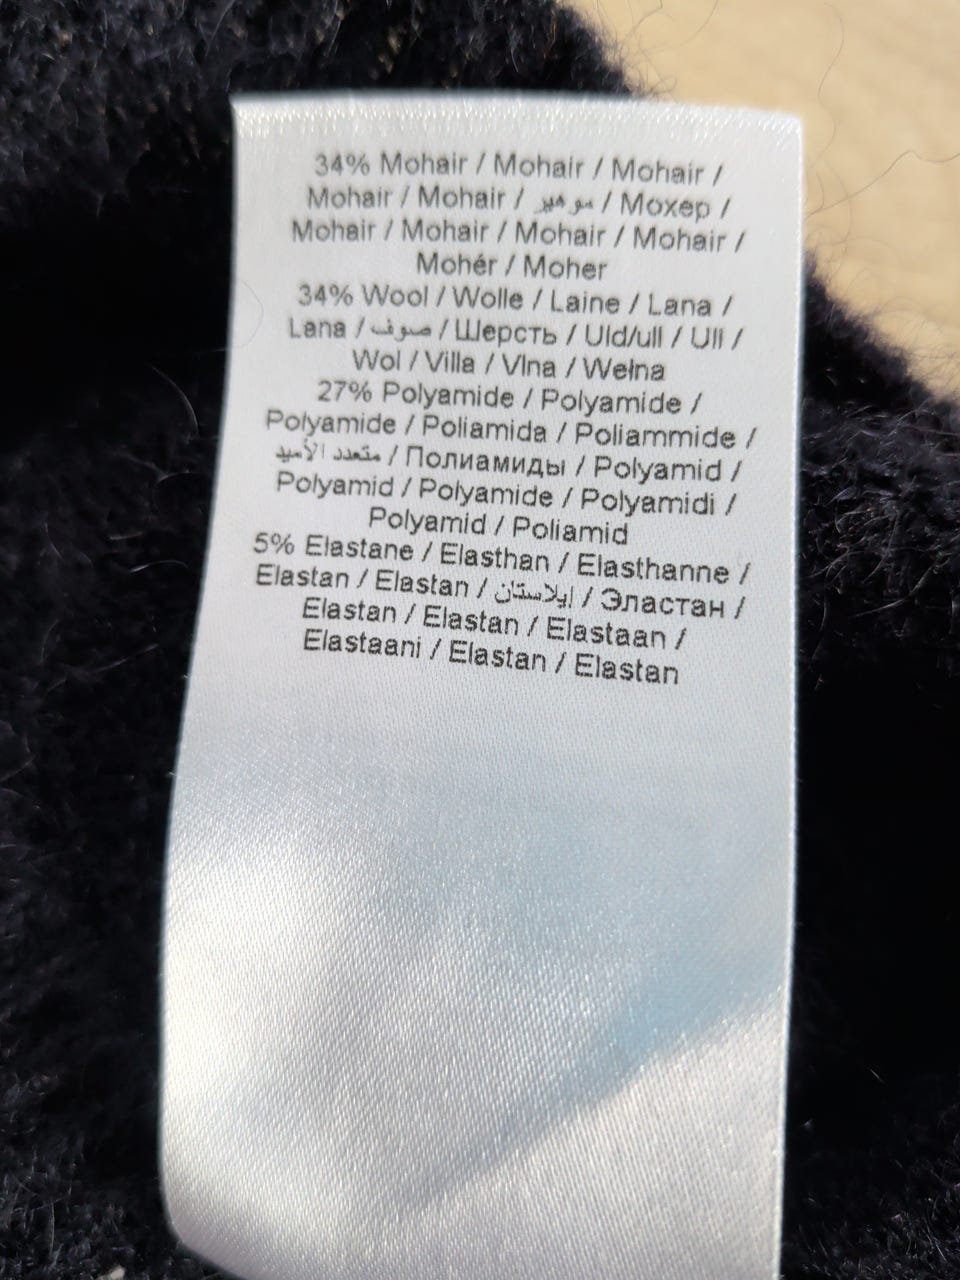 34% Mohair / Mohair / Mohair /
Mohair / Mohair / موهير / Мохер /
Mohair / Mohair / Mohair / Mohair /
Mohér / Moher
34% Wool / Wolle / Laine / Lana /
Lana / صوف / Шерсть / Uld/ull / Ull /
Wol / Villa / Vlna / Wełna
27% Polyamide / Polyamide /
Polyamide / Poliamida / Poliammide /
متعدد الأميد / Полиамиды / Polyamid /
Polyamid / Polyamide / Polyamidi /
Polyamid / Poliamid
5% Elastane / Elasthan / Elasthanne /
Elastan / Elastan / إيلاستان / Эластан /
Elastan / Elastan / Elastaan /
Elastaani / Elastan / Elastan